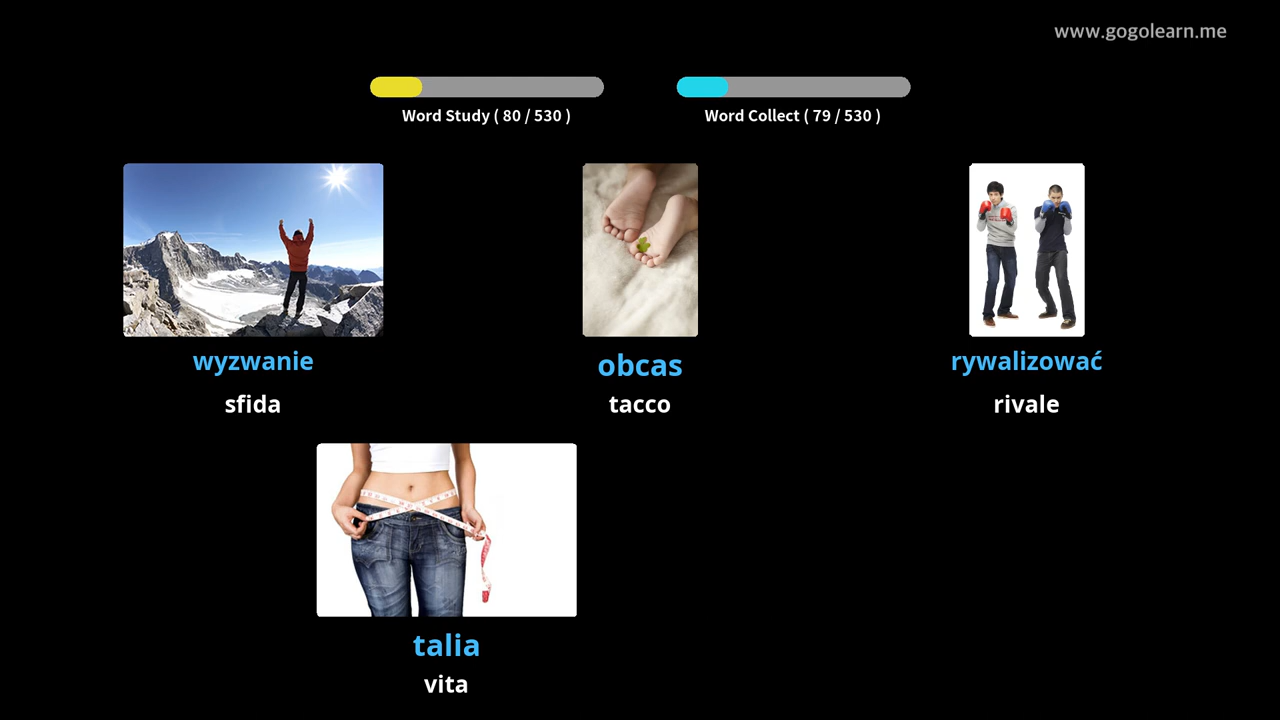 www.gogolearn.me
Word Study ( 80 / 530 )
Word Collect ( 79 / 530 )
wyzwanie
sfida
obcas
tacco
rywalizować
rivale
talia
vita